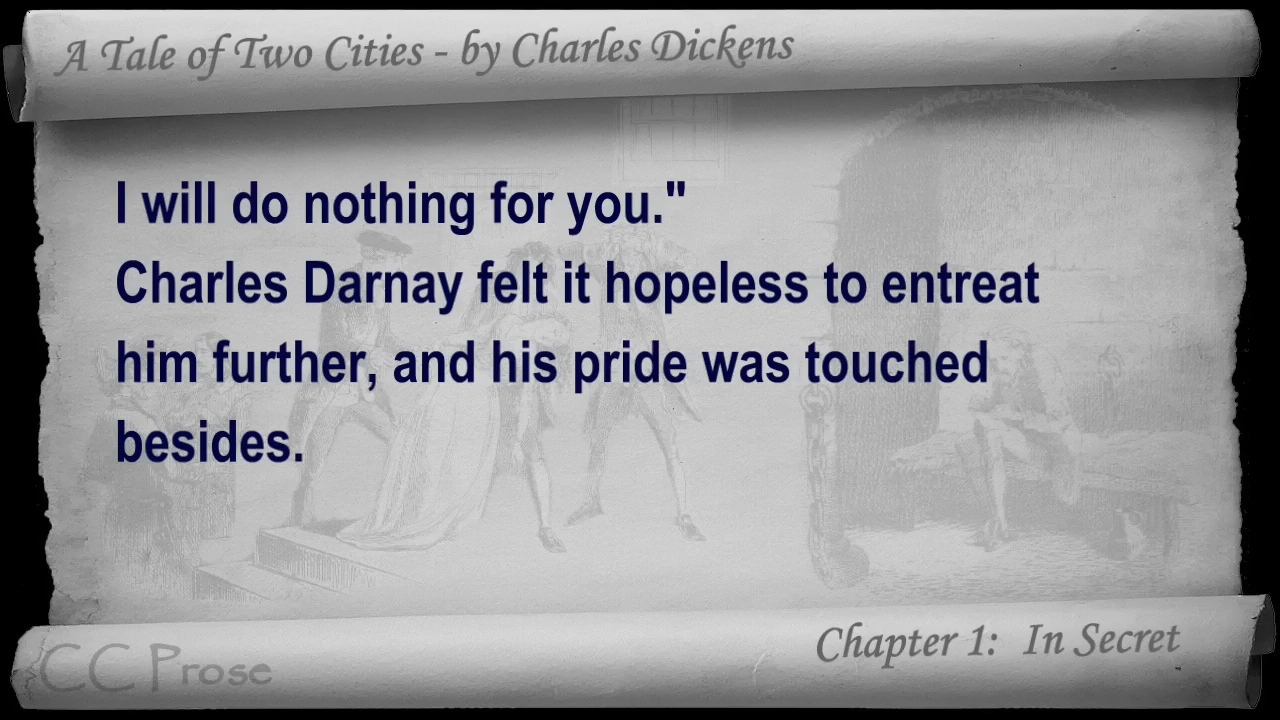 A Tale of Two Cities - by Charles Dickens
I will do nothing for you."
Charles Darnay felt it hopeless to entreat
him further, and his pride was touched
besides.
Chapter 1: In Secret
CC Prose